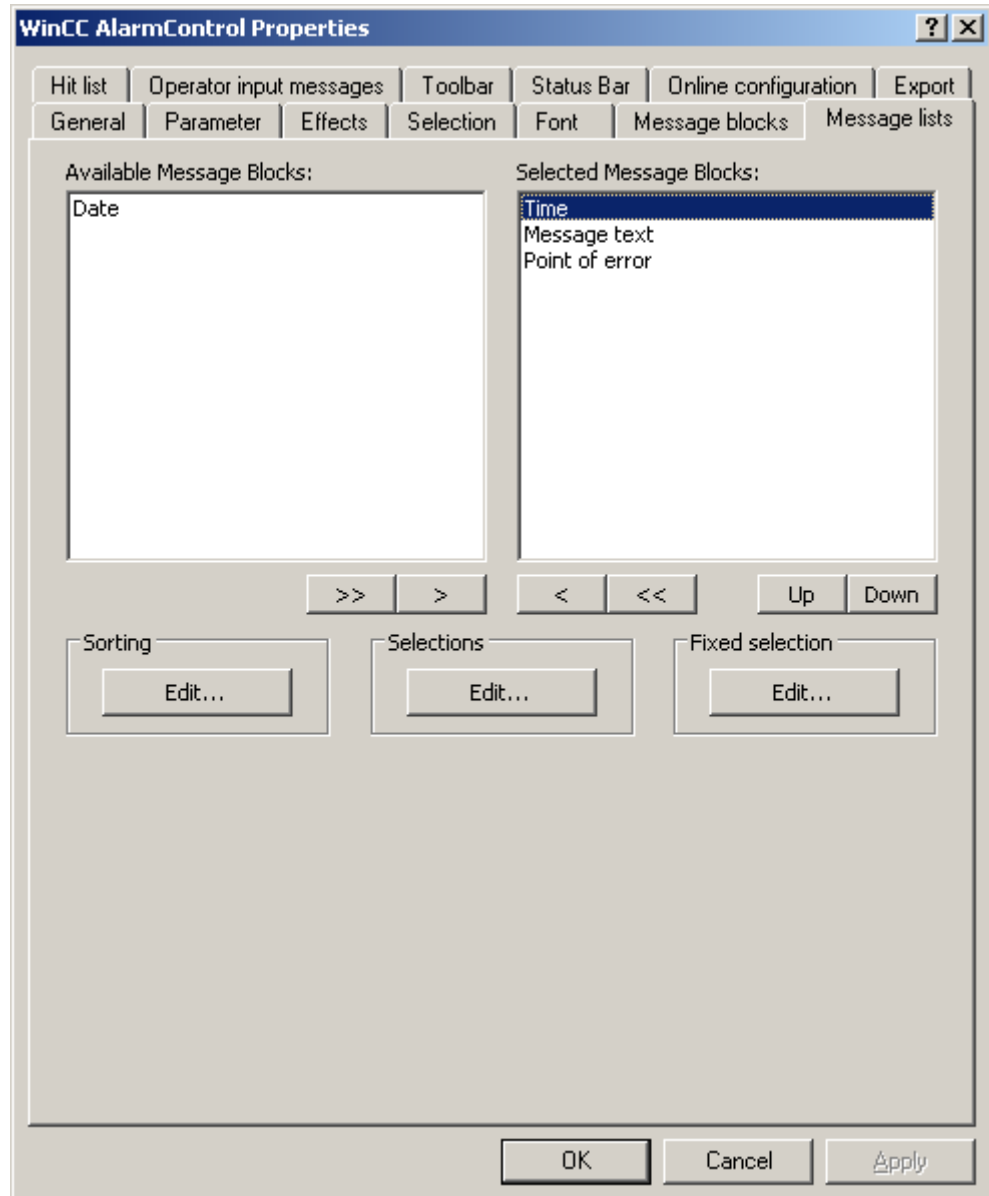 WinCC AlarmControl Properties ? X
Hit list Operator input messages Toolbar Status Bar Online configuration Export
General Parameter Effects Selection Font Message blocks Message lists
Available Message Blocks: Selected Message Blocks:
Date Time
Message text
Point of error
>> > < << Up Down
Sorting Selections Fixed selection
Edit... Edit... Edit...
OK Cancel Apply